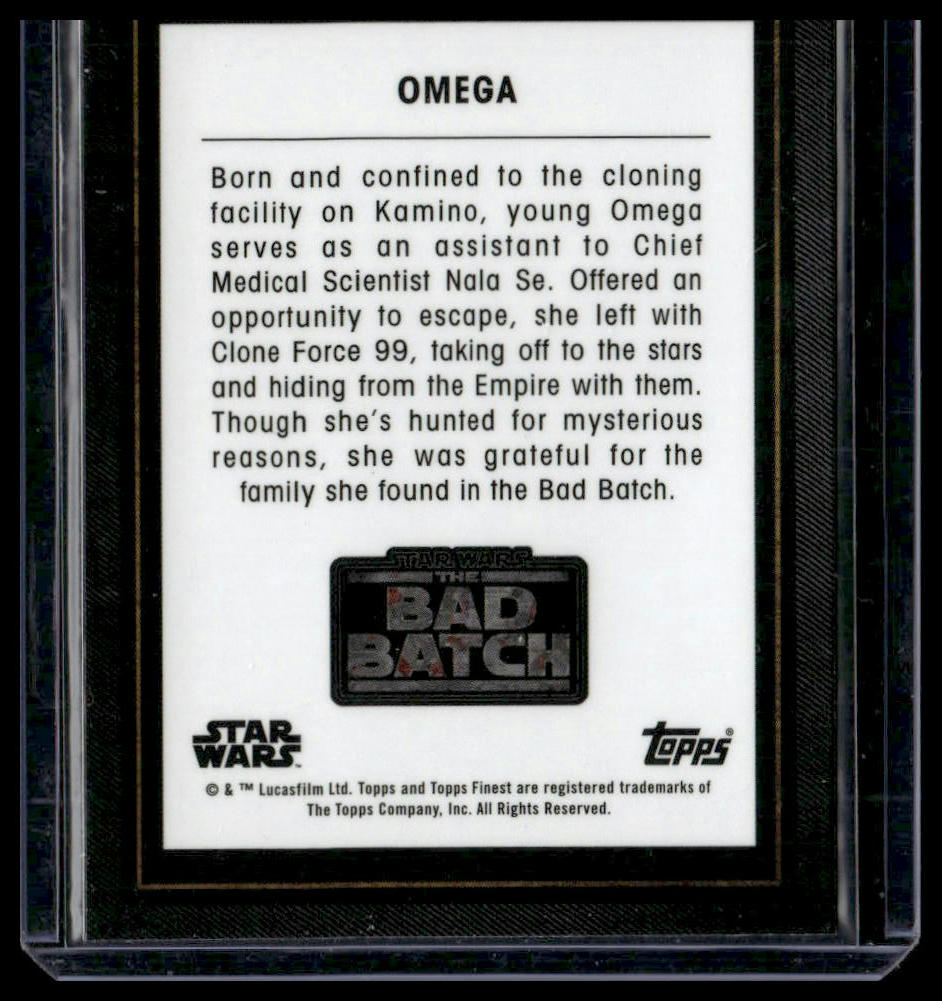 OMEGA
Born and confined to the cloning
facility on Kamino, young Omega
serves as an assistant to Chief
Medical Scientist Nala Se. Offered an
opportunity to escape, she left with
Clone Force 99, taking off to the stars
and hiding from the Empire with them.
Though she's hunted for mysterious
reasons, she was grateful for the
family she found in the Bad Batch.
STAR WARS
THE
BAD
BATCH
STAR
WARS™
Topps®
© & ™ Lucasfilm Ltd. Topps and Topps Finest are registered trademarks of
The Topps Company, Inc. All Rights Reserved.